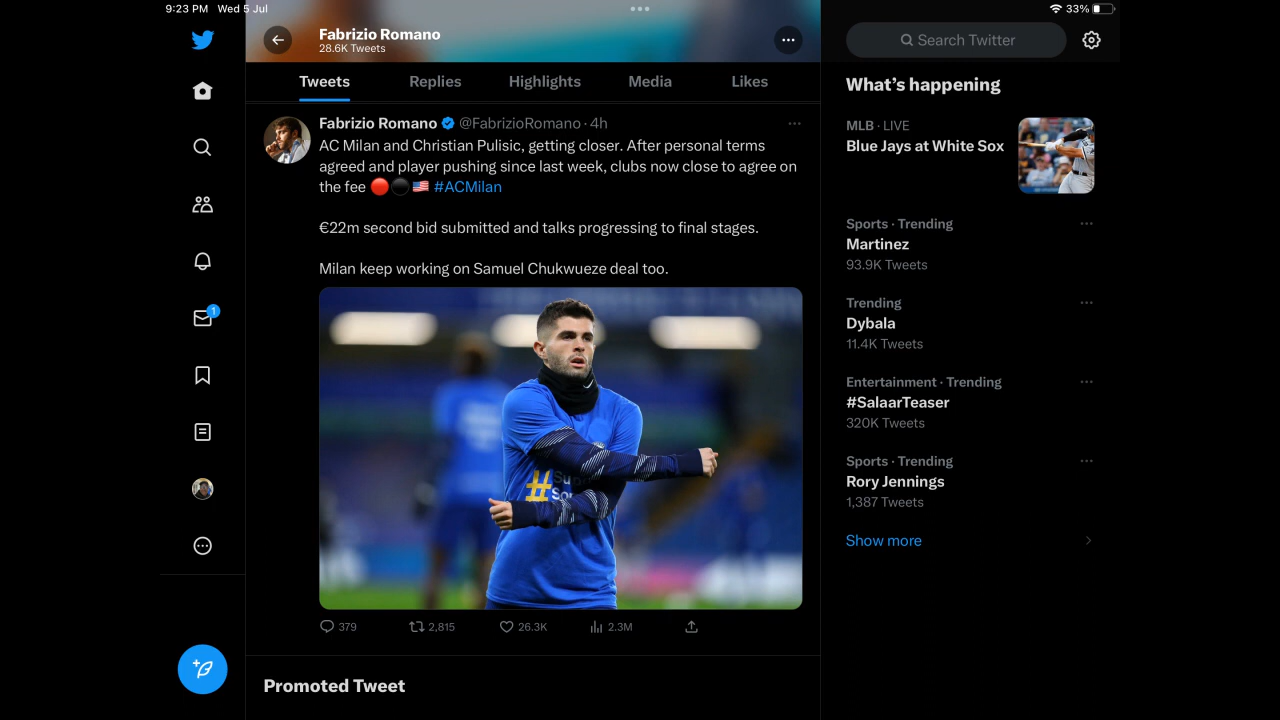 9:23 PM Wed 5 Jul
33%
Fabrizio Romano
28.6K Tweets
Tweets Replies Highlights Media Likes
Fabrizio Romano @FabrizioRomano · 4h
AC Milan and Christian Pulisic, getting closer. After personal terms
agreed and player pushing since last week, clubs now close to agree on
the fee 🔴⚫🇺🇸 #ACMilan
€22m second bid submitted and talks progressing to final stages.
Milan keep working on Samuel Chukwueze deal too.
#Su
So
379 2,815 26.3K 2.3M
Promoted Tweet
1
Search Twitter
What's happening
MLB · LIVE
Blue Jays at White Sox
Sports · Trending
Martinez
93.9K Tweets
Trending
Dybala
11.4K Tweets
Entertainment · Trending
#SalaarTeaser
320K Tweets
Sports · Trending
Rory Jennings
1,387 Tweets
Show more